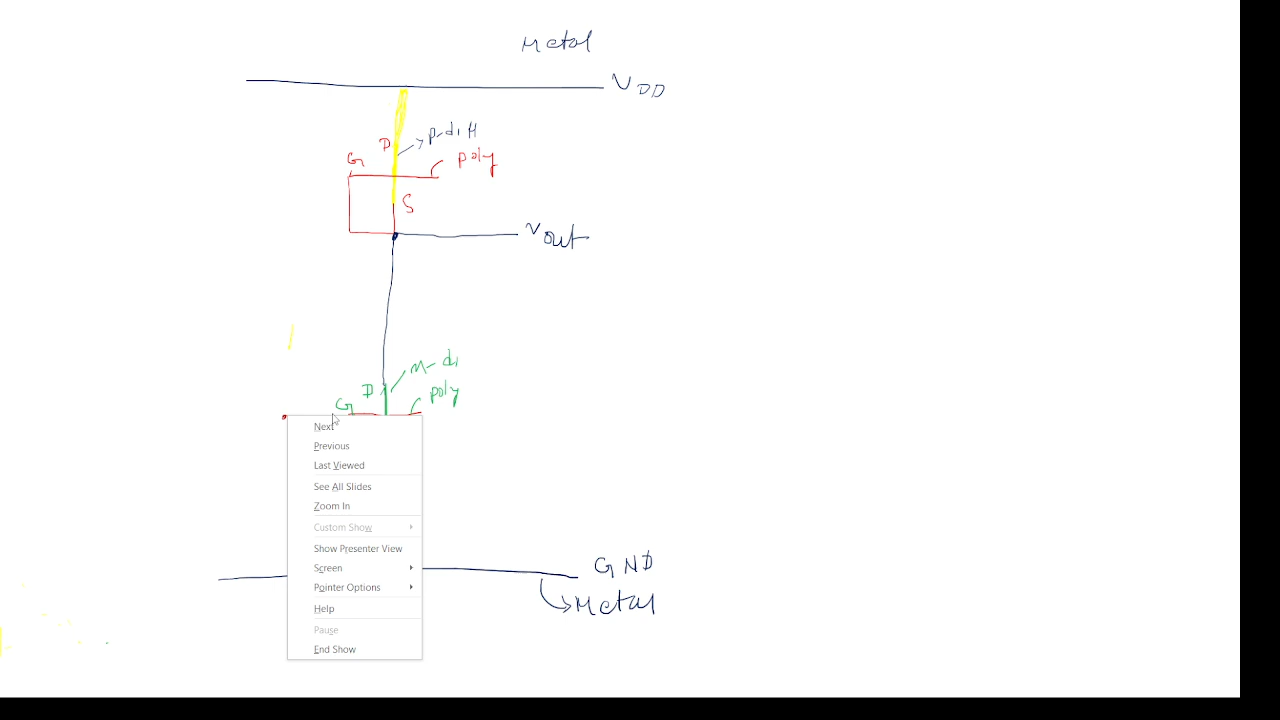 Metal
VDD
p-diff
D
G
poly
S
Vout
n-di
D
poly
G
Next
Previous
Last Viewed
See All Slides
Zoom In
Custom Show
Show Presenter View
Screen
Pointer Options
Help
Pause
End Show
GND
Metal